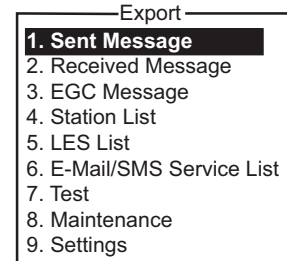 Export
1. Sent Message
2. Received Message
3. EGC Message
4. Station List
5. LES List
6. E-Mail/SMS Service List
7. Test
8. Maintenance
9. Settings